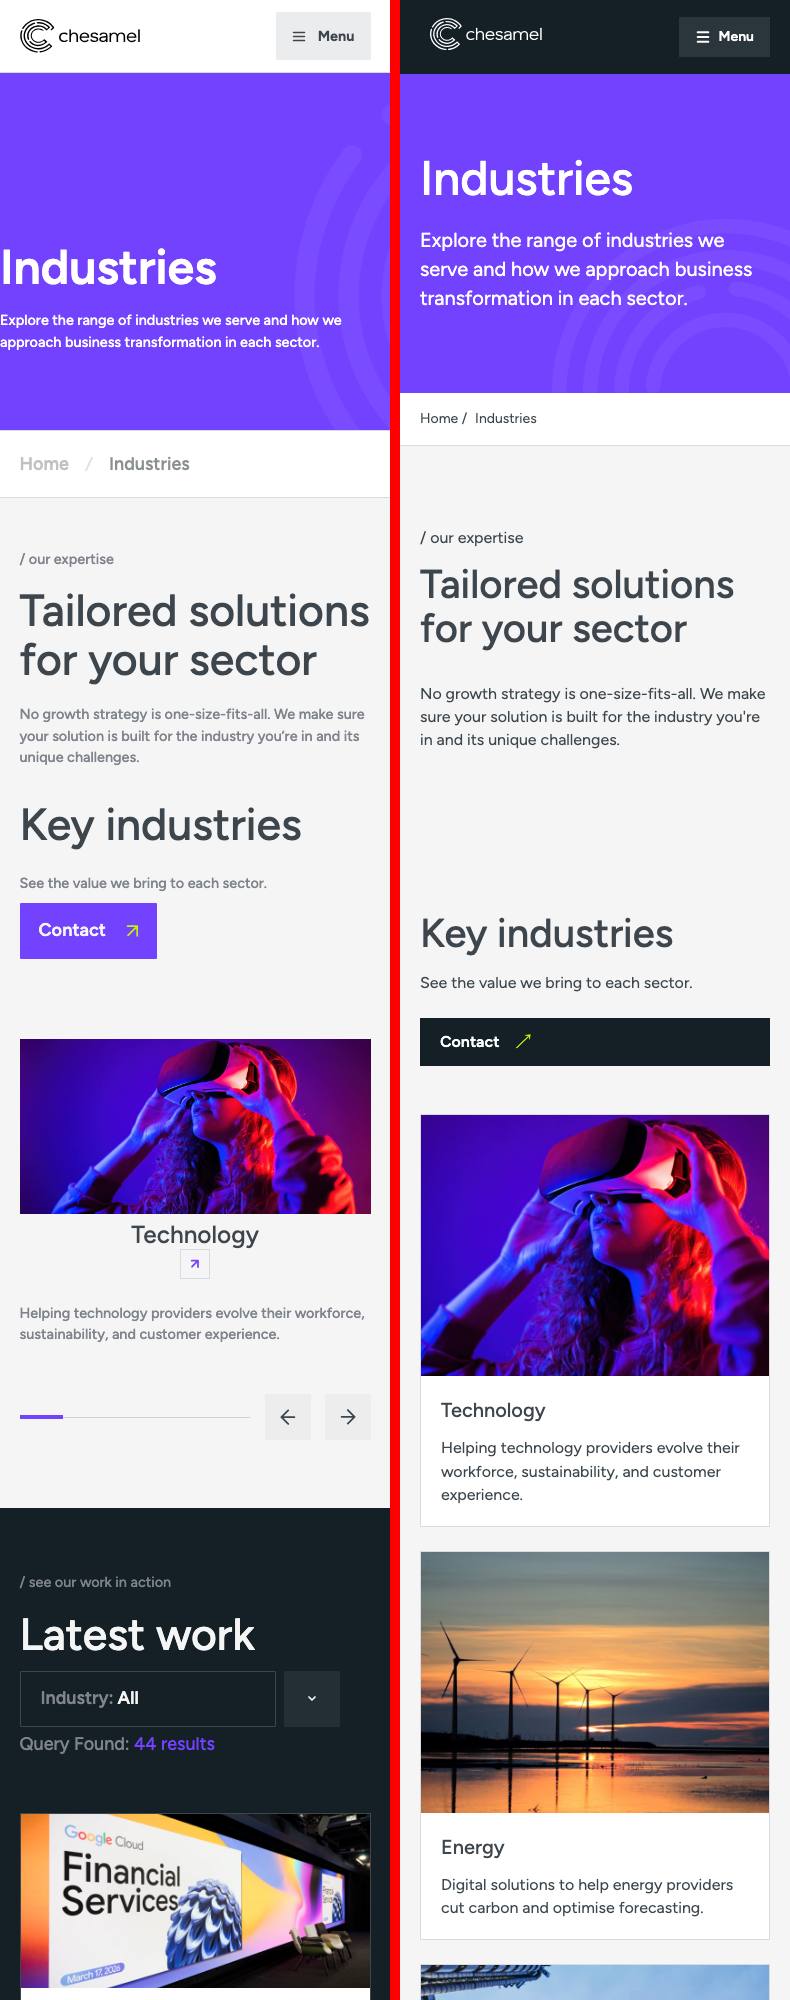 chesamel
Menu
Industries
Explore the range of industries we serve and how we
approach business transformation in each sector.
Home / Industries
/ our expertise
Tailored solutions
for your sector
No growth strategy is one-size-fits-all. We make sure
your solution is built for the industry you're in and its
unique challenges.
Key industries
See the value we bring to each sector.
Contact
Technology
Helping technology providers evolve their workforce,
sustainability, and customer experience.
/ see our work in action
Latest work
Industry: All
Query Found: 44 results
Google Cloud
Financial
Services
March 17, 2026
chesamel
Menu
Industries
Explore the range of industries we
serve and how we approach business
transformation in each sector.
Home / Industries
/ our expertise
Tailored solutions
for your sector
No growth strategy is one-size-fits-all. We make
sure your solution is built for the industry you're
in and its unique challenges.
Key industries
See the value we bring to each sector.
Contact
Technology
Helping technology providers evolve their
workforce, sustainability, and customer
experience.
Energy
Digital solutions to help energy providers
cut carbon and optimise forecasting.